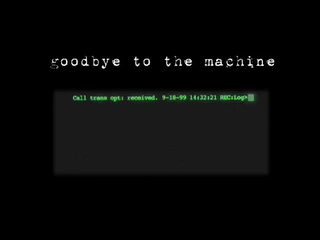 goodbye to the machine
Call trans opt: received. 9-18-99 14:32:21 REC:Log>